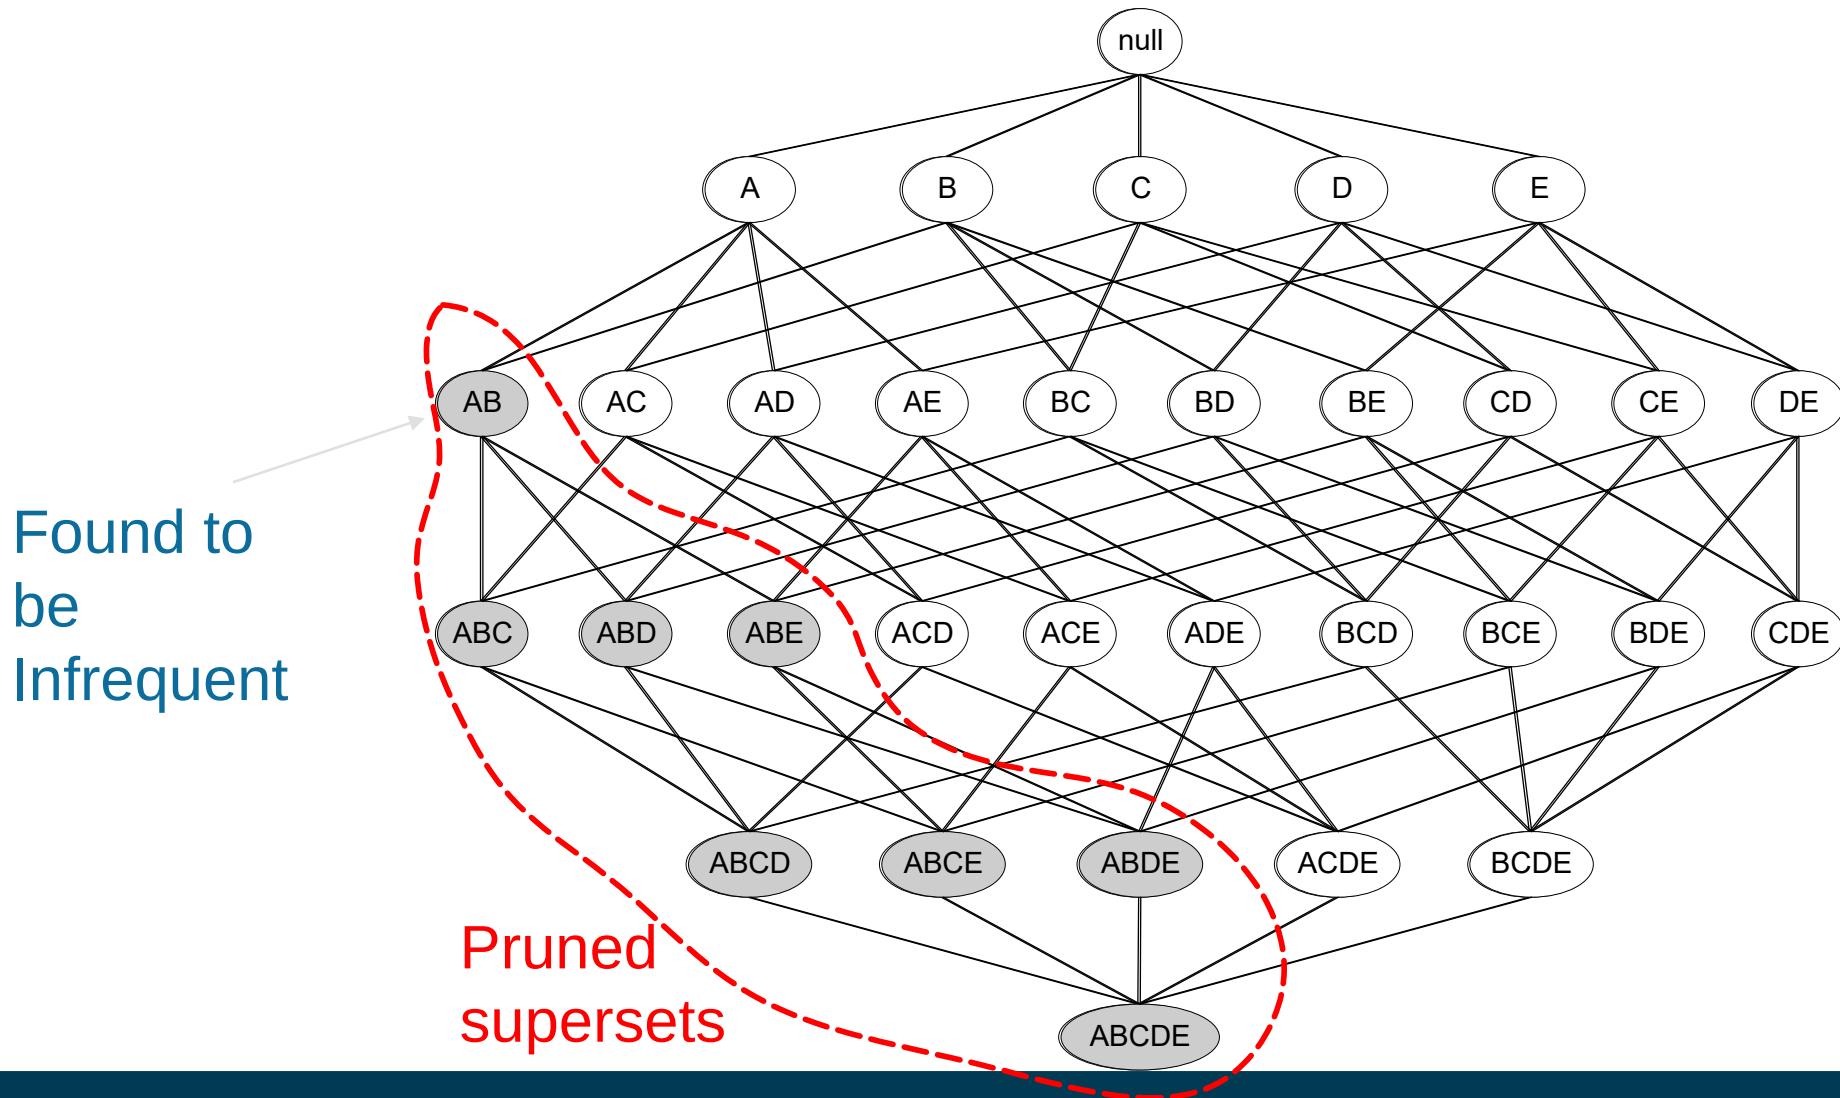 null
A B C D E
AB AC AD AE BC BD BE CD CE DE
Found to
be
Infrequent
ABC ABD ABE ACD ACE ADE BCD BCE BDE CDE
ABCD ABCE ABDE ACDE BCDE
Pruned
supersets
ABCDE